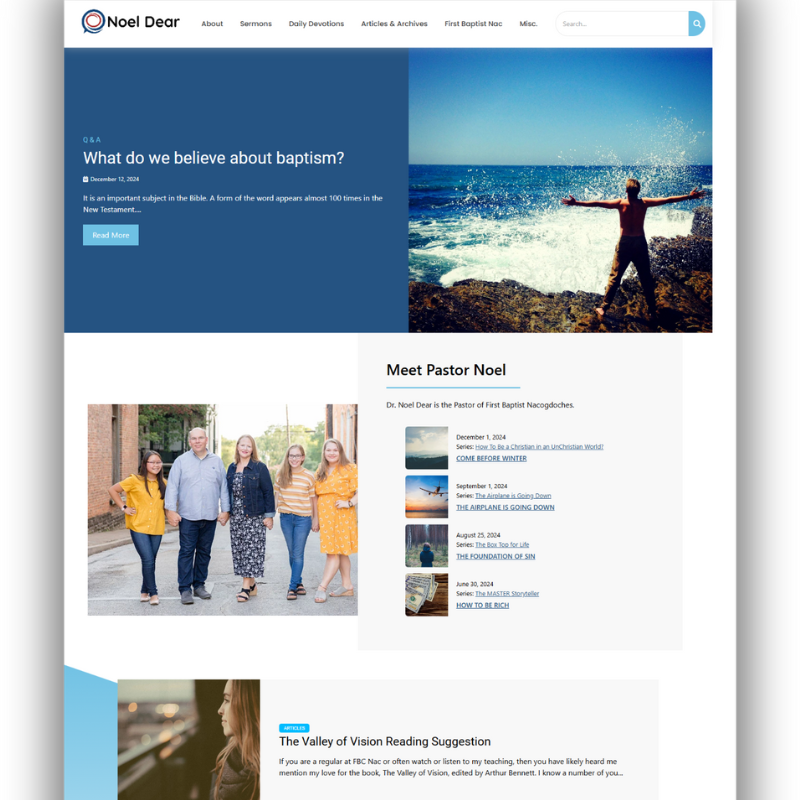 Noel Dear
About Sermons Daily Devotions Articles & Archives First Baptist Nac Misc. Search...
Q&A
What do we believe about baptism?
December 12, 2024
It is an important subject in the Bible. A form of the word appears almost 100 times in the
New Testament....
Read More
Meet Pastor Noel
Dr. Noel Dear is the Pastor of First Baptist Nacogdoches.
December 1, 2024
Series: How To Be a Christian in an UnChristian World?
COME BEFORE WINTER
September 1, 2024
Series: The Airplane is Going Down
THE AIRPLANE IS GOING DOWN
August 25, 2024
Series: The Box Top for Life
THE FOUNDATION OF SIN
June 30, 2024
Series: The MASTER Storyteller
HOW TO BE RICH
ARTICLES
The Valley of Vision Reading Suggestion
If you are a regular at FBC Nac or often watch or listen to my teaching, then you have likely heard me
mention my love for the book, The Valley of Vision, edited by Arthur Bennett. I know a number of you...